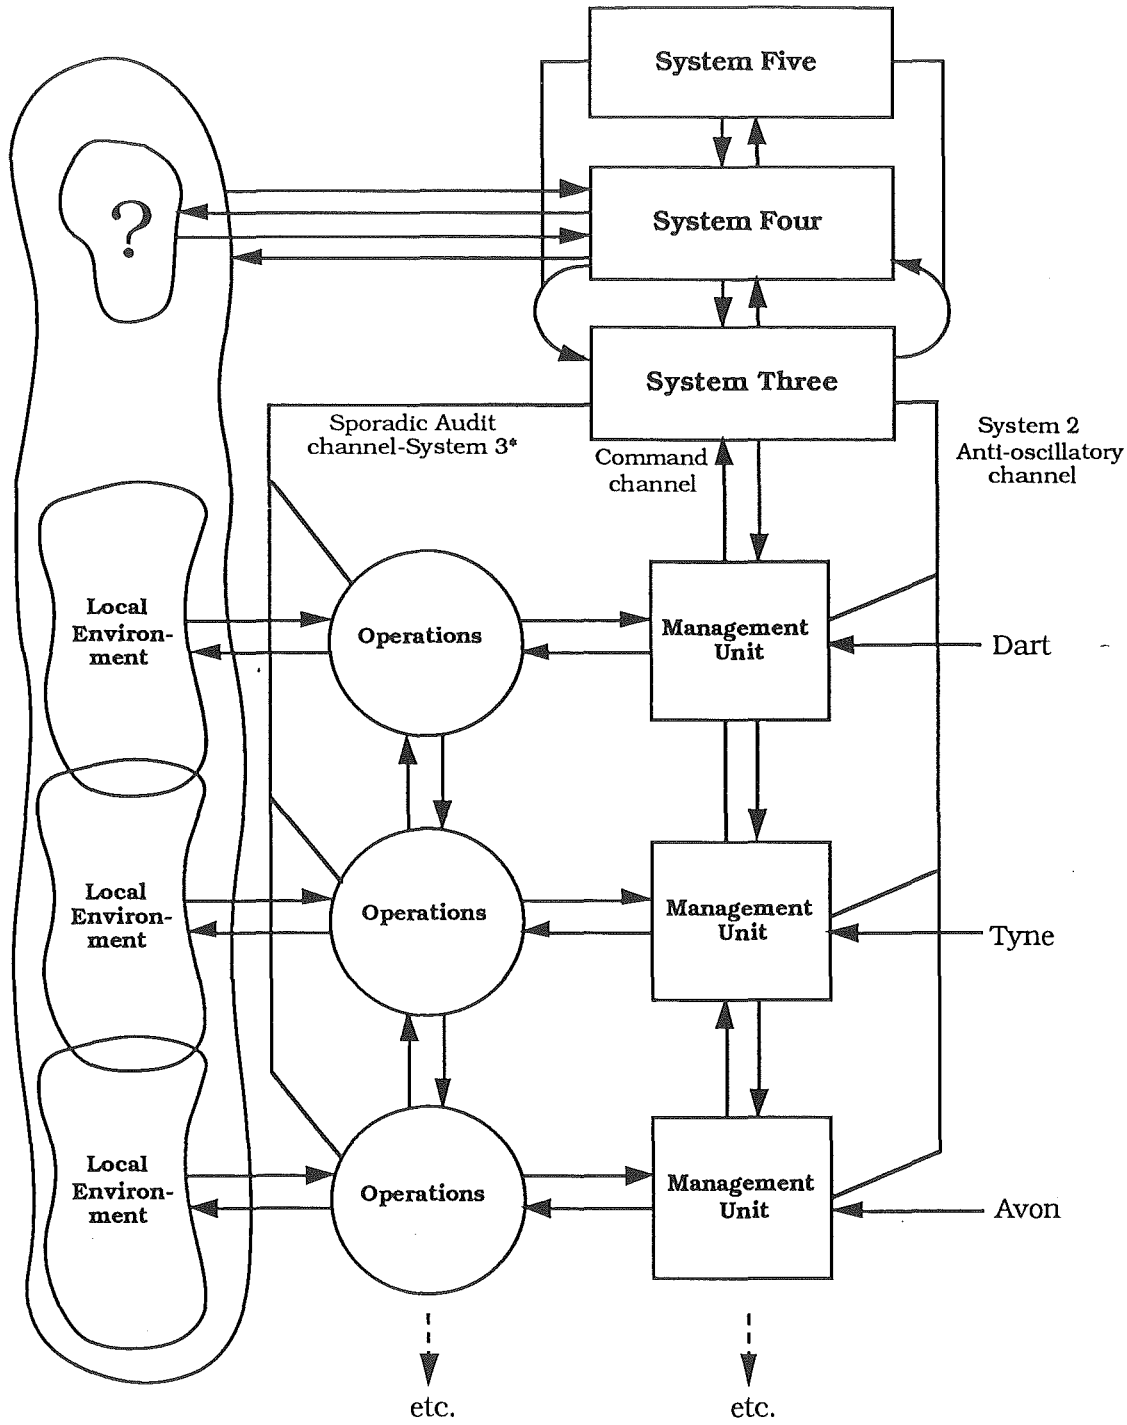 System Five
?
System Four
System Three
Sporadic Audit
channel-System 3*
Command
channel
System 2
Anti-oscillatory
channel
Local
Environ-
ment
Operations
Management
Unit
Dart
Local
Environ-
ment
Operations
Management
Unit
Tyne
Local
Environ-
ment
Operations
Management
Unit
Avon
etc.
etc.